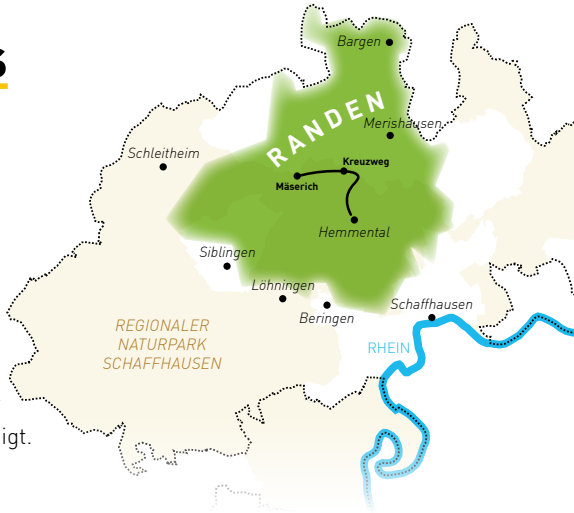 s
Bargen
RANDEN
Merishausen
Schleitheim
Kreuzweg
Mäserich
Hemmental
Siblingen
Löhningen
Beringen
Schaffhausen
REGIONALER
NATURPARK
SCHAFFHAUSEN
RHEIN
igt.